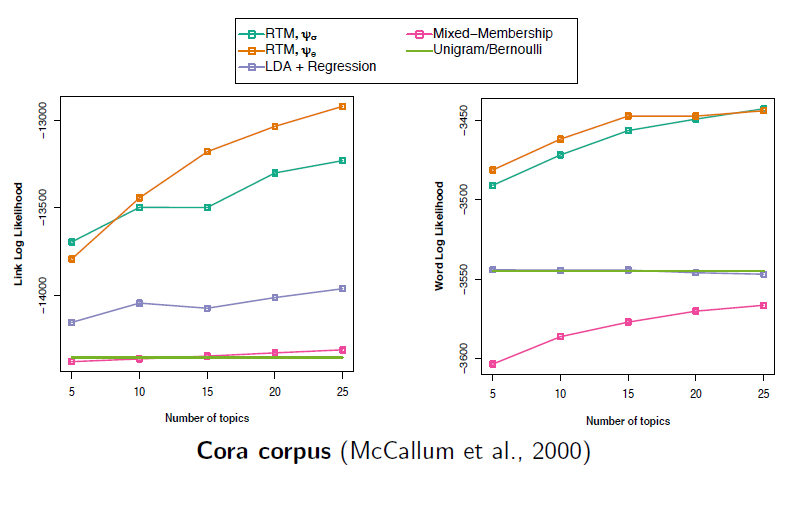 RTM, ψσ
RTM, ψe
LDA + Regression
Mixed–Membership
Unigram/Bernoulli
Link Log Likelihood
−13000
−13500
−14000
5 10 15 20 25
Number of topics
Word Log Likelihood
−3450
−3500
−3550
−3600
5 10 15 20 25
Number of topics
Cora corpus (McCallum et al., 2000)